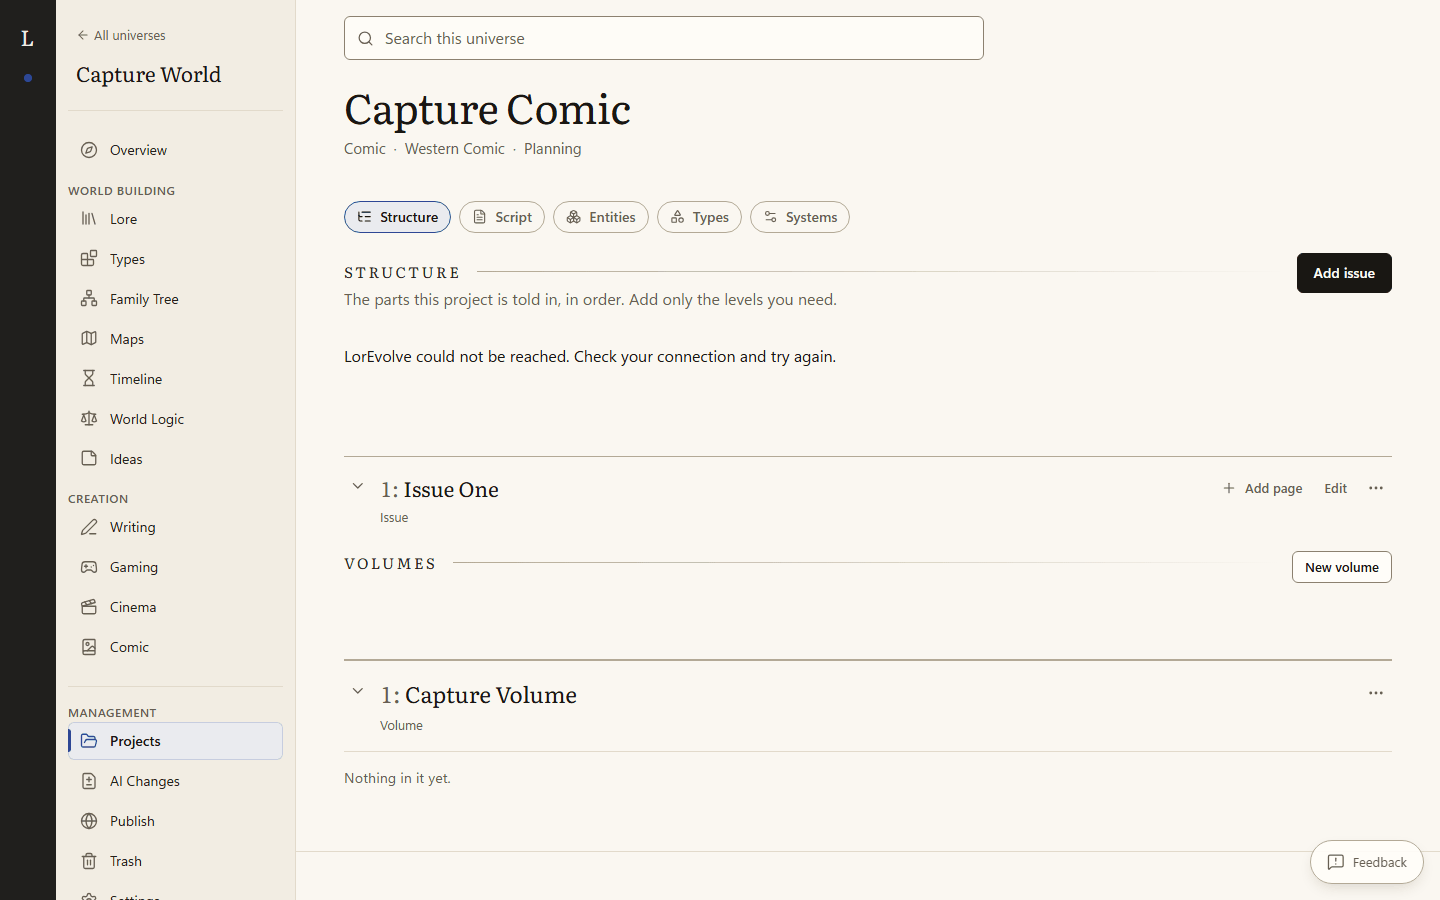 L
All universes
Capture World
Overview
WORLD BUILDING
Lore
Types
Family Tree
Maps
Timeline
World Logic
Ideas
CREATION
Writing
Gaming
Cinema
Comic
MANAGEMENT
Projects
AI Changes
Publish
Trash
Settings
Search this universe
Capture Comic
Comic · Western Comic · Planning
Structure
Script
Entities
Types
Systems
STRUCTURE
Add issue
The parts this project is told in, in order. Add only the levels you need.
LorEvolve could not be reached. Check your connection and try again.
1: Issue One
Add page
Edit
Issue
VOLUMES
New volume
1: Capture Volume
Volume
Nothing in it yet.
Feedback